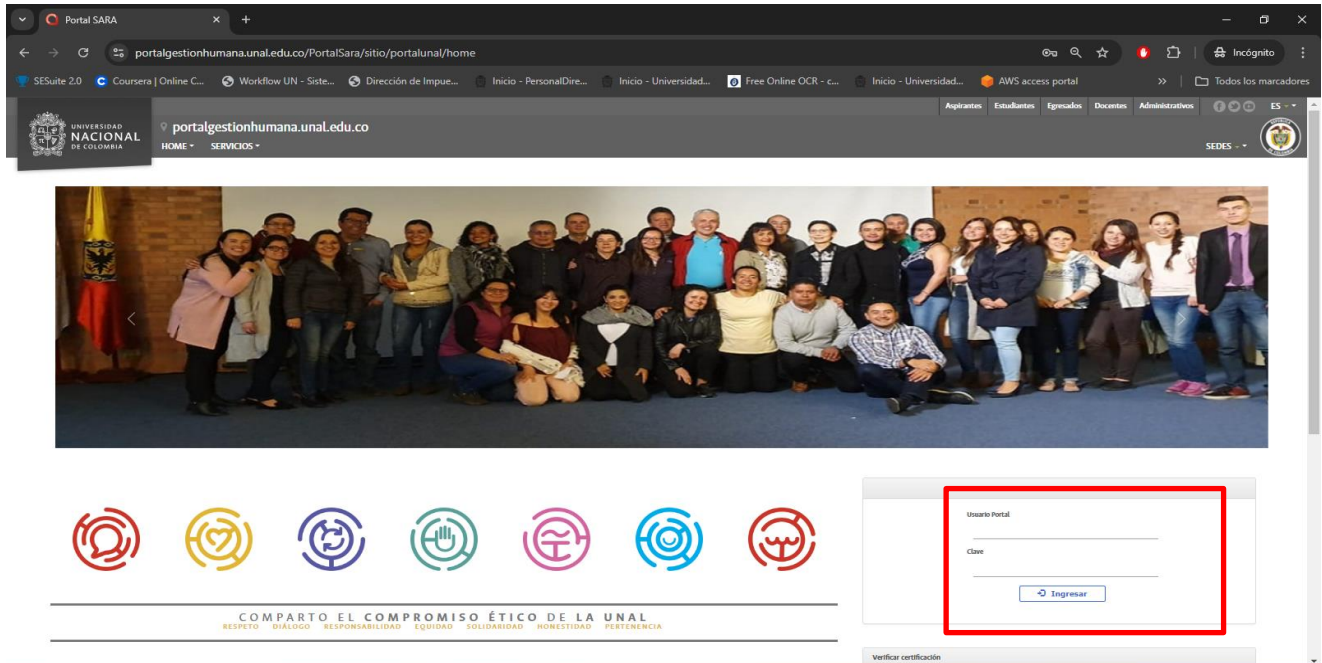 Portal SARA
portalgestionhumana.unal.edu.co/PortalSara/sitio/portalunal/home
Incógnito
SESuite 2.0 Coursera | Online C... Workflow UN - Siste... Dirección de Impue... Inicio - PersonalDire... Inicio - Universidad... Free Online OCR - c... Inicio - Universidad... AWS access portal » Todos los marcadores
Aspirantes Estudiantes Egresados Docentes Administrativos ES
UNIVERSIDAD
NACIONAL
DE COLOMBIA
portalgestionhumana.unal.edu.co
HOME SERVICIOS
SEDES
Usuario Portal
Clave
Ingresar
COMPARTO EL COMPROMISO ÉTICO DE LA UNAL
RESPETO DIÁLOGO RESPONSABILIDAD EQUIDAD SOLIDARIDAD HONESTIDAD PERTENENCIA
Verificar certificación